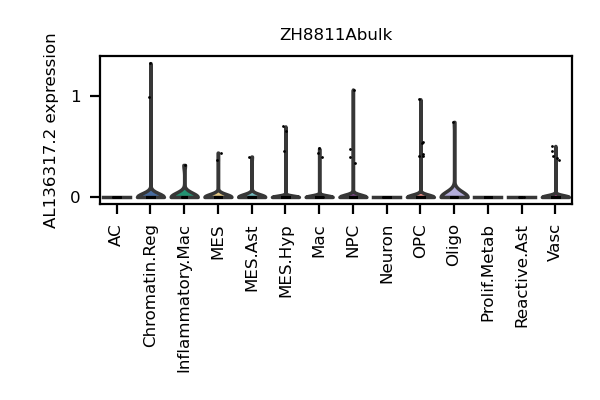 ZH8811Abulk
AL136317.2 expression
1
0
AC
Chromatin.Reg
Inflammatory.Mac
MES
MES.Ast
MES.Hyp
Mac
NPC
Neuron
OPC
Oligo
Prolif.Metab
Reactive.Ast
Vasc